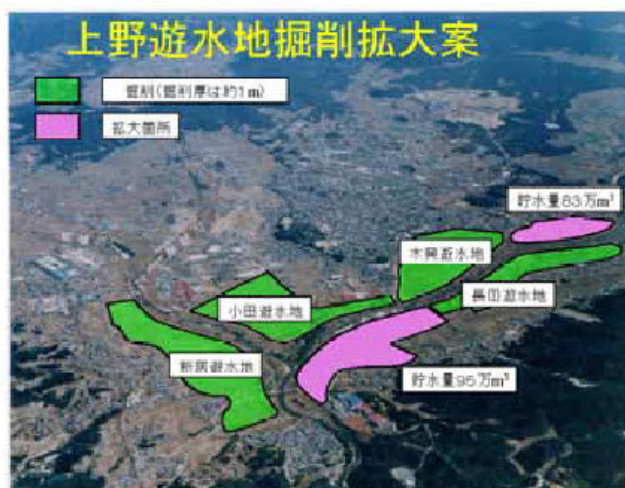 上野遊水地掘削拡大案
掘削(掘削厚は約1m)
拡大箇所
貯水量83万m³
木興遊水地
長田遊水地
小田遊水地
新居遊水地
貯水量95万m³